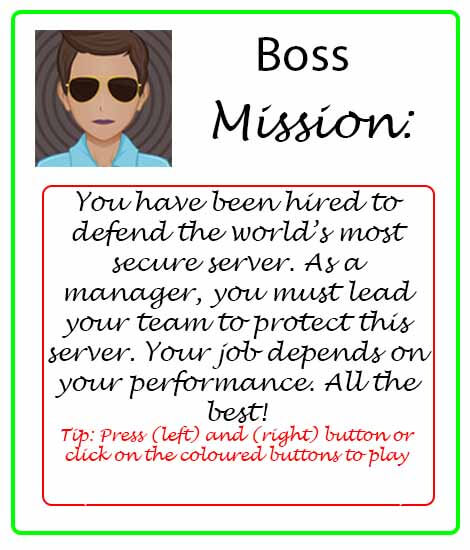 Boss
Mission:
You have been hired to
defend the world’s most
secure server. As a
manager, you must lead
your team to protect this
server. Your job depends on
your performance. All the
best!
Tip: Press (left) and (right) button or
click on the coloured buttons to play